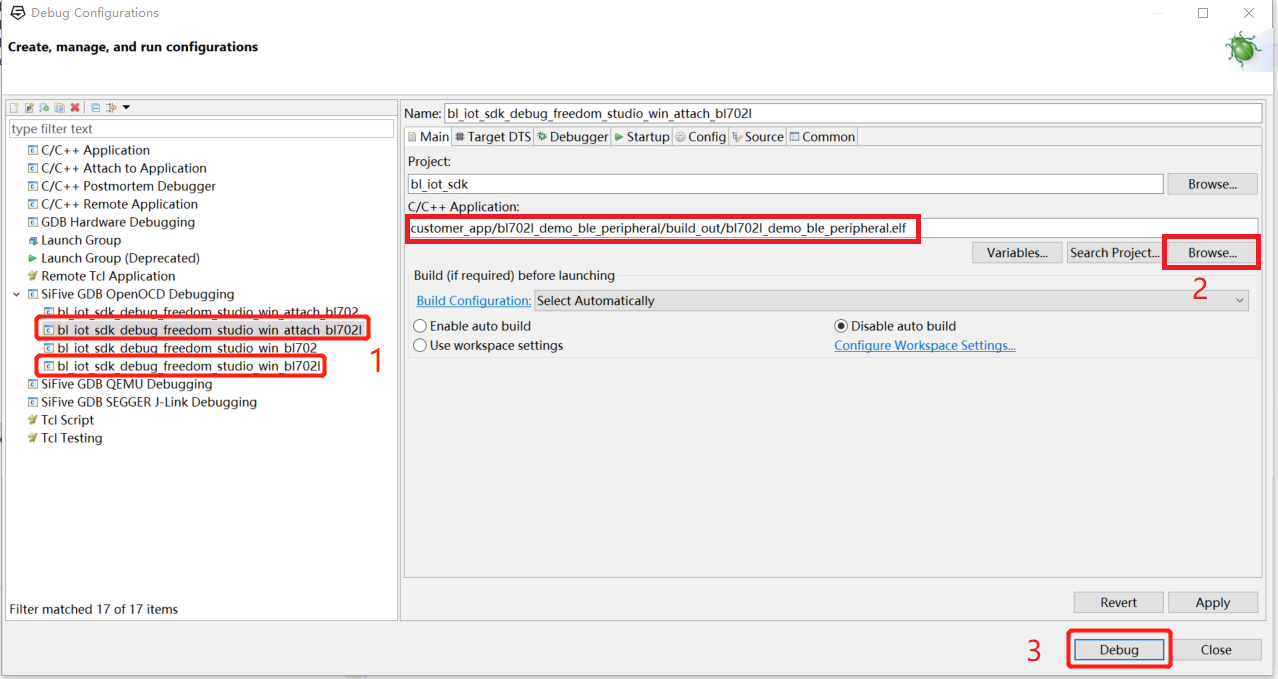 Debug Configurations
Create, manage, and run configurations
type filter text
C/C++ Application
C/C++ Attach to Application
C/C++ Postmortem Debugger
C/C++ Remote Application
GDB Hardware Debugging
Launch Group
Launch Group (Deprecated)
Remote Tcl Application
SiFive GDB OpenOCD Debugging
bl_iot_sdk_debug_freedom_studio_win_attach_bl702
bl_iot_sdk_debug_freedom_studio_win_attach_bl702l
1
bl_iot_sdk_debug_freedom_studio_win_bl702
bl_iot_sdk_debug_freedom_studio_win_bl702l
SiFive GDB QEMU Debugging
SiFive GDB SEGGER J-Link Debugging
Tcl Script
Tcl Testing
Filter matched 17 of 17 items
Name: bl_iot_sdk_debug_freedom_studio_win_attach_bl702l
Main Target DTS Debugger Startup Config Source Common
Project:
bl_iot_sdk Browse...
C/C++ Application:
customer_app/bl702l_demo_ble_peripheral/build_out/bl702l_demo_ble_peripheral.elf
Variables... Search Project... Browse...
2
Build (if required) before launching
Build Configuration: Select Automatically
Enable auto build Disable auto build
Use workspace settings Configure Workspace Settings...
Revert Apply
3 Debug Close